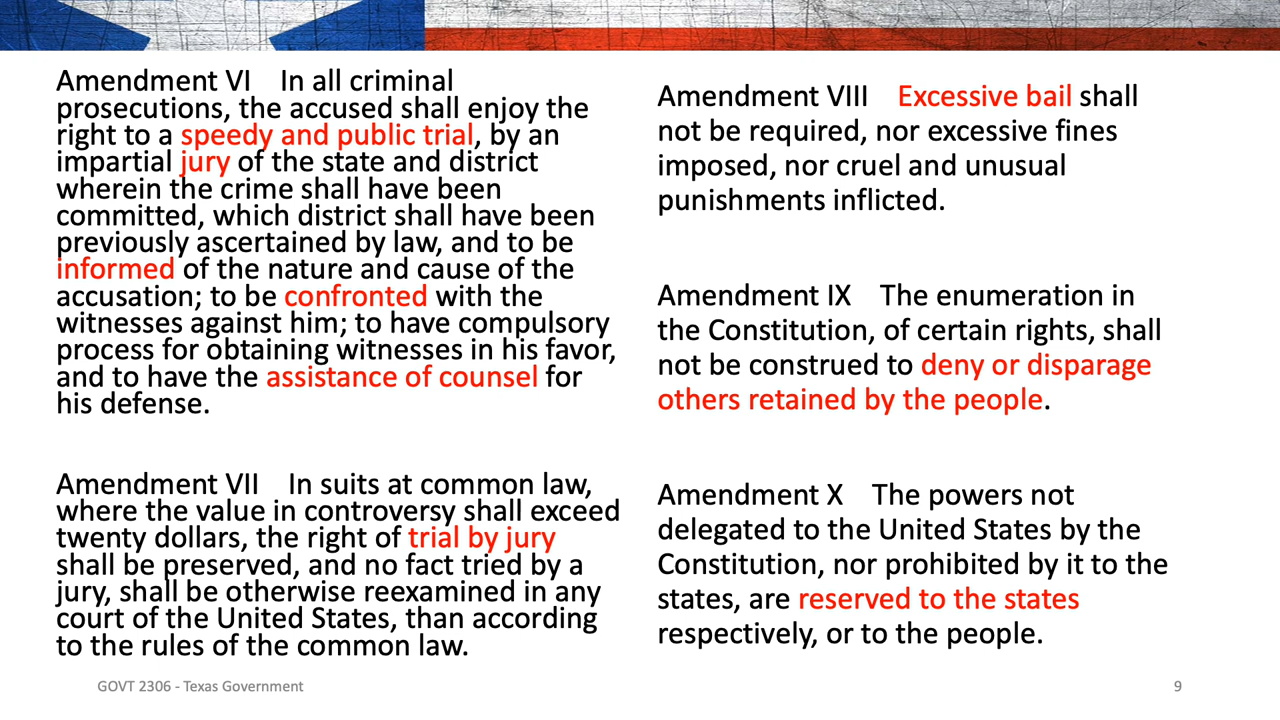 Amendment VI    In all criminal
prosecutions, the accused shall enjoy the
right to a speedy and public trial, by an
impartial jury of the state and district
wherein the crime shall have been
committed, which district shall have been
previously ascertained by law, and to be
informed of the nature and cause of the
accusation; to be confronted with the
witnesses against him; to have compulsory
process for obtaining witnesses in his favor,
and to have the assistance of counsel for
his defense.
Amendment VII    In suits at common law,
where the value in controversy shall exceed
twenty dollars, the right of trial by jury
shall be preserved, and no fact tried by a
jury, shall be otherwise reexamined in any
court of the United States, than according
to the rules of the common law.
Amendment VIII    Excessive bail shall
not be required, nor excessive fines
imposed, nor cruel and unusual
punishments inflicted.
Amendment IX    The enumeration in
the Constitution, of certain rights, shall
not be construed to deny or disparage
others retained by the people.
Amendment X    The powers not
delegated to the United States by the
Constitution, nor prohibited by it to the
states, are reserved to the states
respectively, or to the people.
GOVT 2306 - Texas Government
9